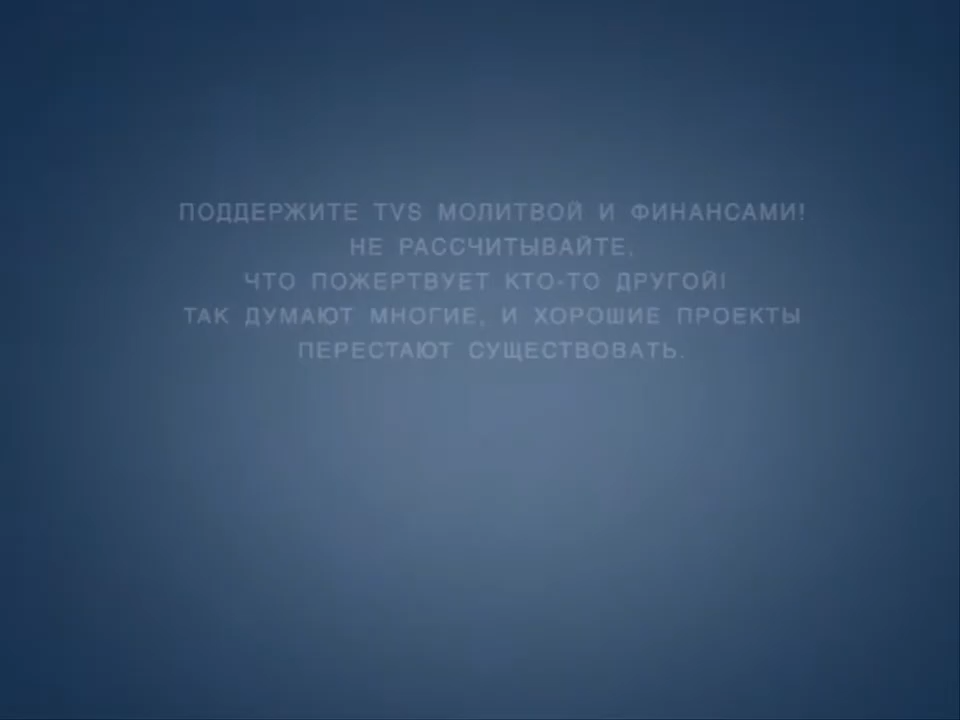 ПОДДЕРЖИТЕ TVS МОЛИТВОЙ И ФИНАНСАМИ!
НЕ РАССЧИТЫВАЙТЕ,
ЧТО ПОЖЕРТВУЕТ КТО-ТО ДРУГОЙ!
ТАК ДУМАЮТ МНОГИЕ, И ХОРОШИЕ ПРОЕКТЫ
ПЕРЕСТАЮТ СУЩЕСТВОВАТЬ.